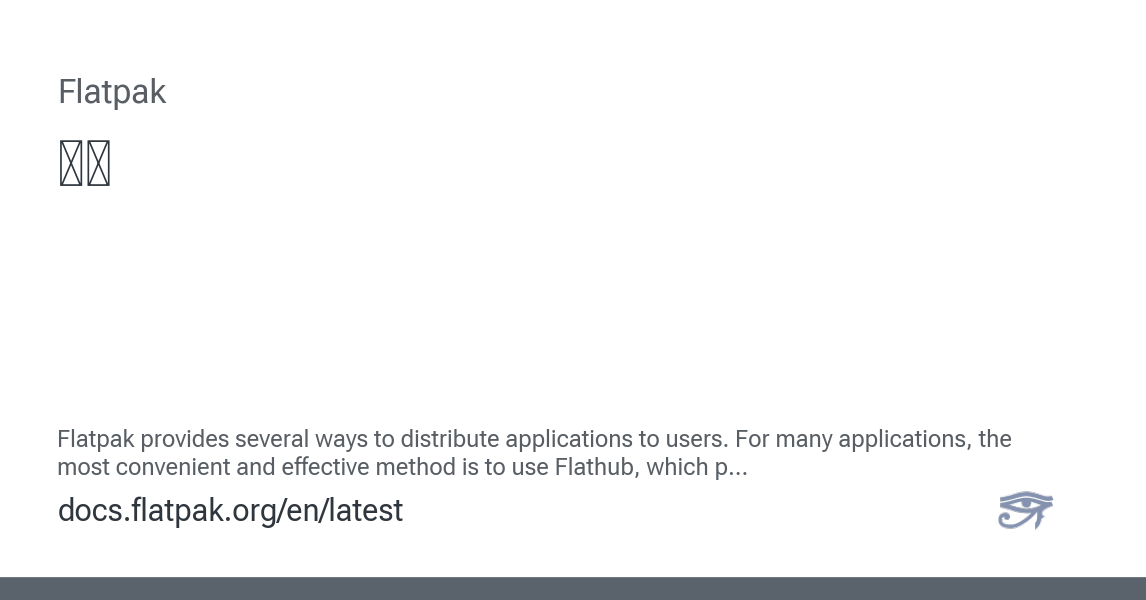 Flatpak
Flatpak provides several ways to distribute applications to users. For many applications, the
most convenient and effective method is to use Flathub, which p...
docs.flatpak.org/en/latest